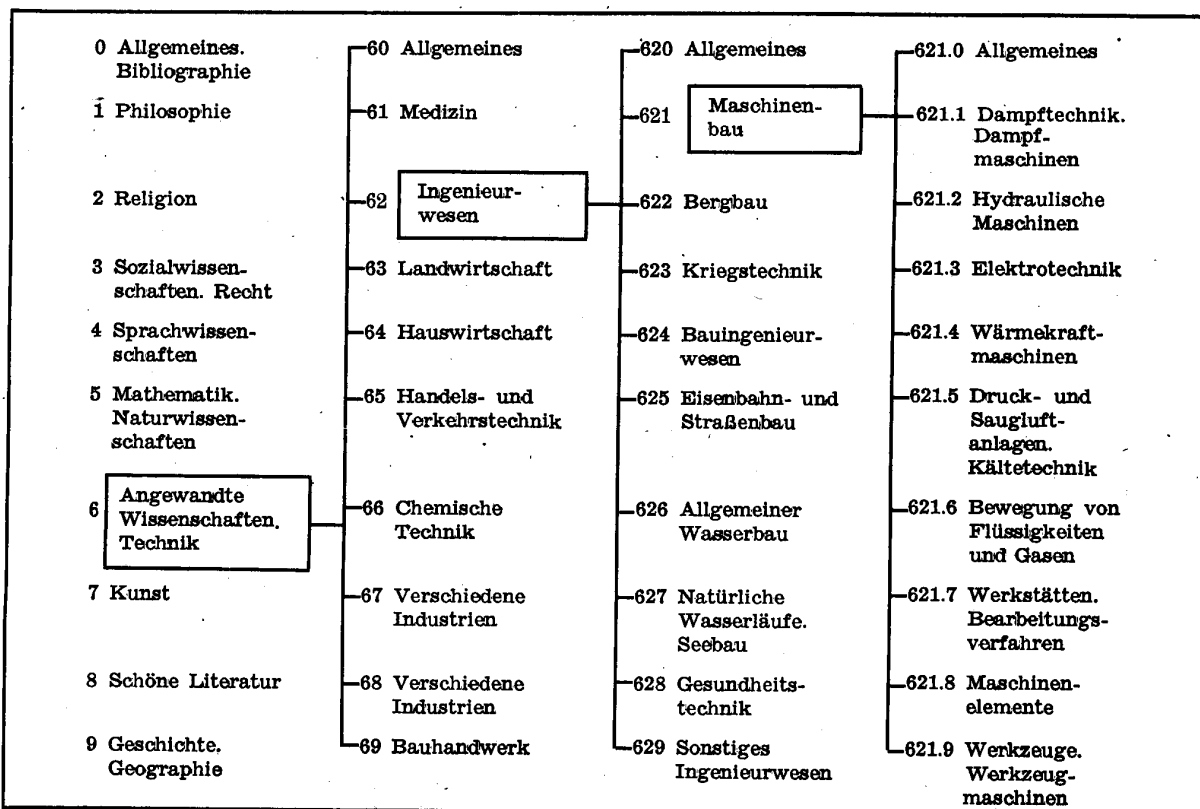 0 Allgemeines.
Bibliographie
1 Philosophie
2 Religion
3 Sozialwissen-
schaften. Recht
4 Sprachwissen-
schaften
5 Mathematik.
Naturwissen-
schaften
6 Angewandte
Wissenschaften.
Technik
7 Kunst
8 Schöne Literatur
9 Geschichte.
Geographie
60 Allgemeines
61 Medizin
62 Ingenieur-
wesen
63 Landwirtschaft
64 Hauswirtschaft
65 Handels- und
Verkehrstechnik
66 Chemische
Technik
67 Verschiedene
Industrien
68 Verschiedene
Industrien
69 Bauhandwerk
620 Allgemeines
621 Maschinen-
bau
622 Bergbau
623 Kriegstechnik
624 Bauingenieur-
wesen
625 Eisenbahn- und
Straßenbau
626 Allgemeiner
Wasserbau
627 Natürliche
Wasserläufe.
Seebau
628 Gesundheits-
technik
629 Sonstiges
Ingenieurwesen
621.0 Allgemeines
621.1 Dampftechnik.
Dampf-
maschinen
621.2 Hydraulische
Maschinen
621.3 Elektrotechnik
621.4 Wärmekraft-
maschinen
621.5 Druck- und
Saugluft-
anlagen.
Kältetechnik
621.6 Bewegung von
Flüssigkeiten
und Gasen
621.7 Werkstätten.
Bearbeitungs-
verfahren
621.8 Maschinen-
elemente
621.9 Werkzeuge.
Werkzeug-
maschinen